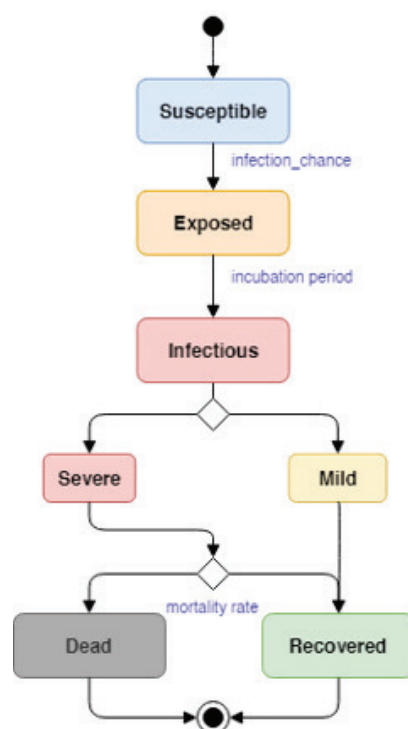 Susceptible
infection_chance
Exposed
incubation period
Infectious
Severe
Mild
mortality rate
Dead
Recovered